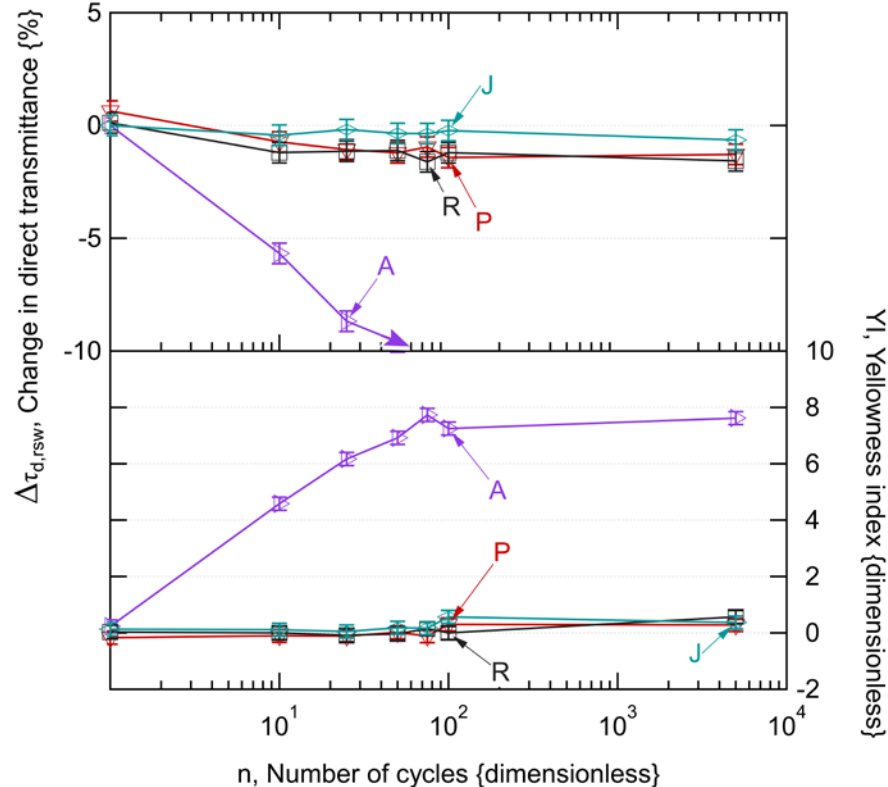 Δτd,rsw, Change in direct transmittance {%}
5
0
-5
-10
J
R
P
A
YI, Yellowness index {dimensionless}
10
8
6
4
2
0
-2
A
P
R
J
10¹
10²
10³
10⁴
n, Number of cycles {dimensionless}